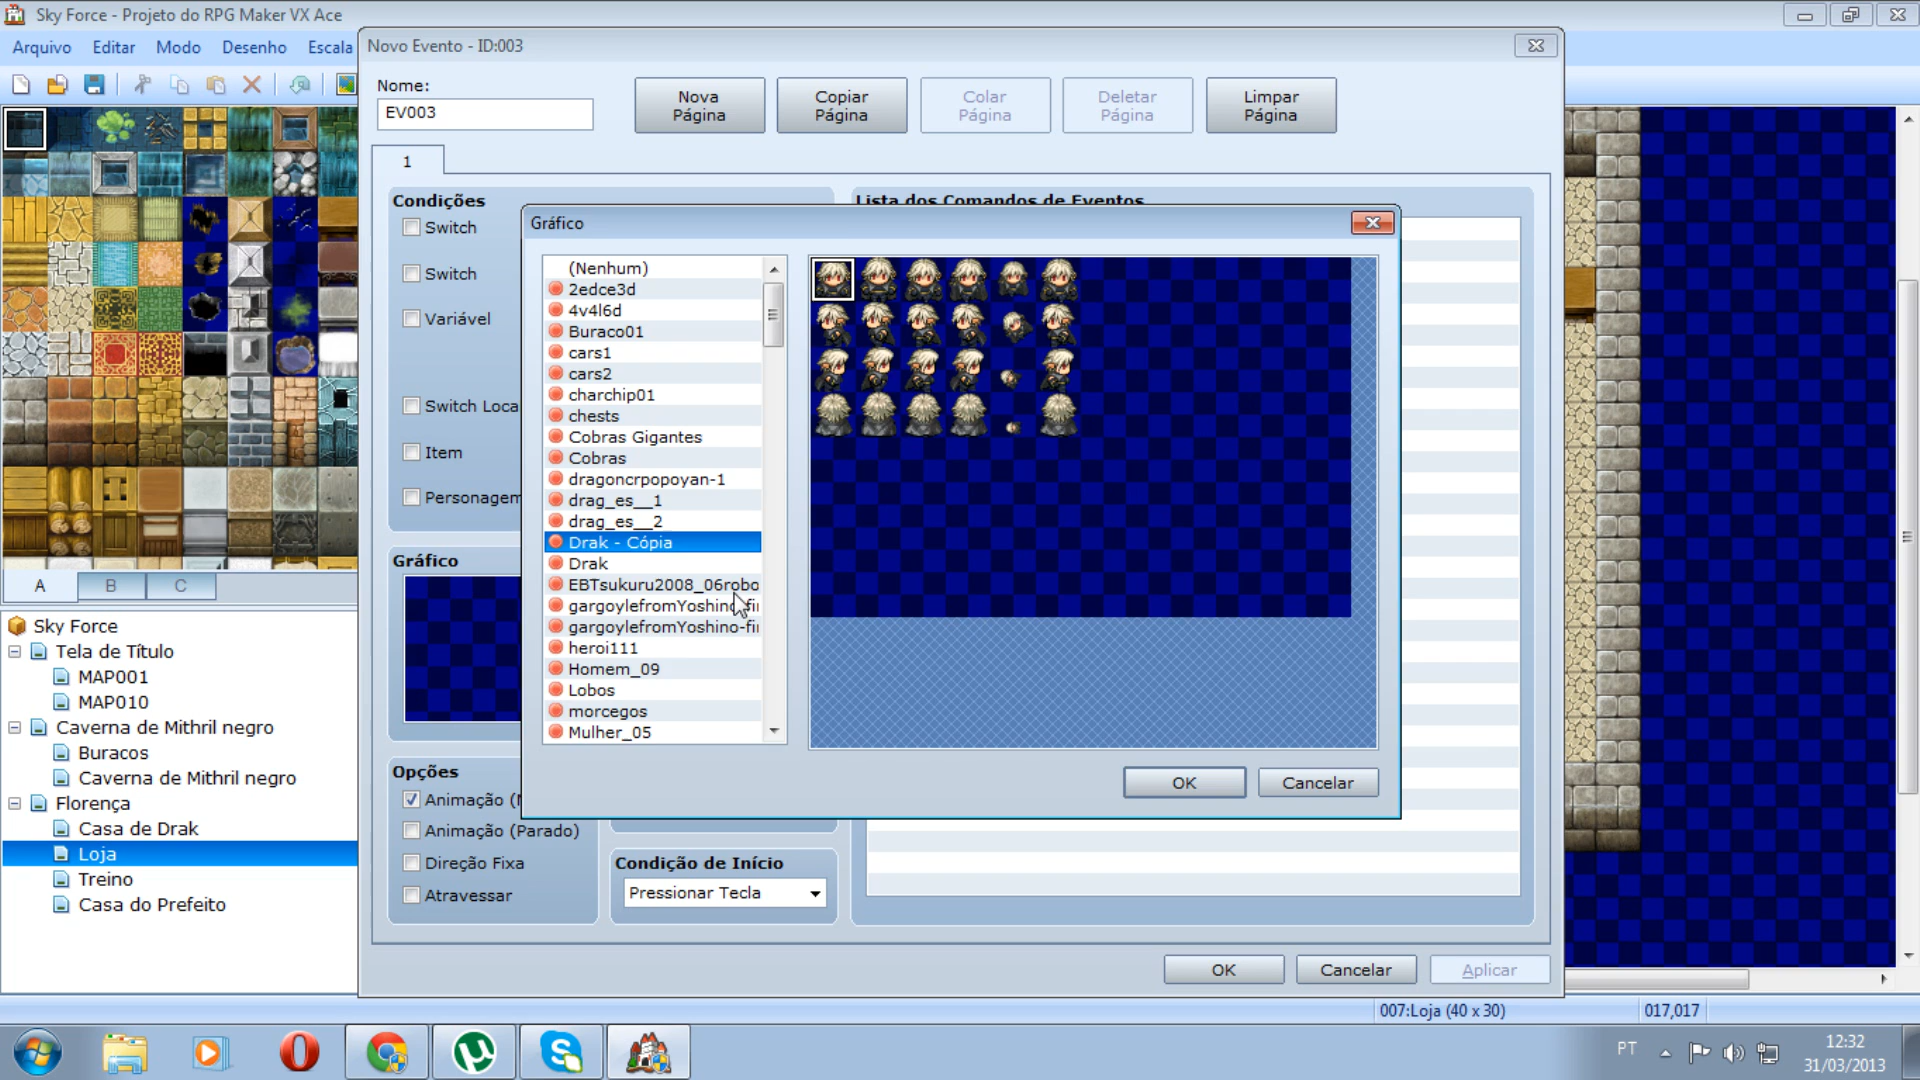 Sky Force - Projeto do RPG Maker VX Ace
Arquivo Editar Modo Desenho Escala
Novo Evento - ID:003
Nome:
EV003
Nova Página
Copiar Página
Colar Página
Deletar Página
Limpar Página
1
Condições
Switch
Switch
Variável
Switch Loca
Item
Personagem
Lista dos Comandos de Eventos
Gráfico
(Nenhum)
2edce3d
4v4l6d
Buraco01
cars1
cars2
charchip01
chests
Cobras Gigantes
Cobras
dragoncrpopoyan-1
drag_es__1
drag_es__2
Drak - Cópia
Drak
EBTsukuru2008_06robo
gargoylefromYoshino-fi
gargoylefromYoshino-fi
heroi111
Homem_09
Lobos
morcegos
Mulher_05
OK
Cancelar
Gráfico
Opções
Animação (
Animação (Parado)
Direção Fixa
Atravessar
Condição de Início
Pressionar Tecla
OK
Cancelar
Aplicar
A
B
C
Sky Force
Tela de Título
MAP001
MAP010
Caverna de Mithril negro
Buracos
Caverna de Mithril negro
Florença
Casa de Drak
Loja
Treino
Casa do Prefeito
007:Loja (40 x 30)
017,017
PT
12:32
31/03/2013